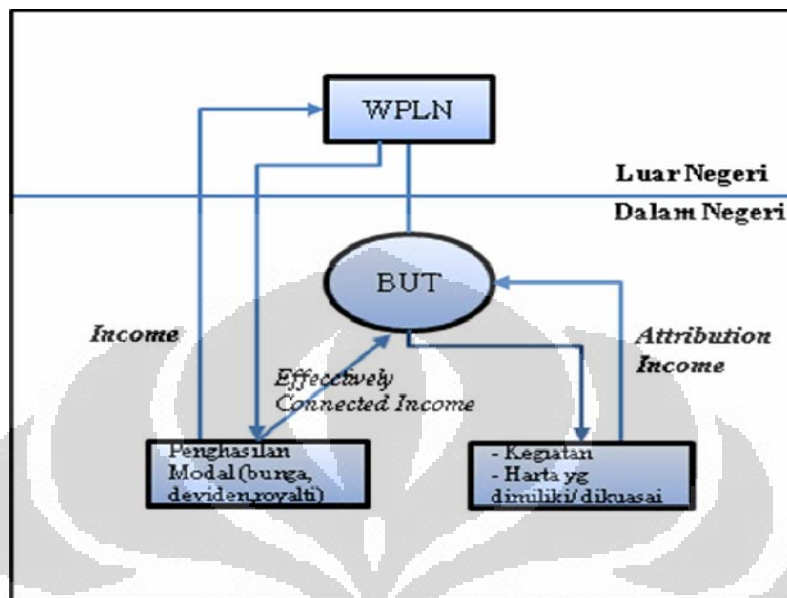 WPLN
Luar Negeri
Dalam Negeri
BUT
Income
Attribution
Income
Effecctively
Connected Income
Penghasilan
Modal (bunga,
deviden,royalti)
- Kegiatan
- Harta yg
dimiliki/dikuasai